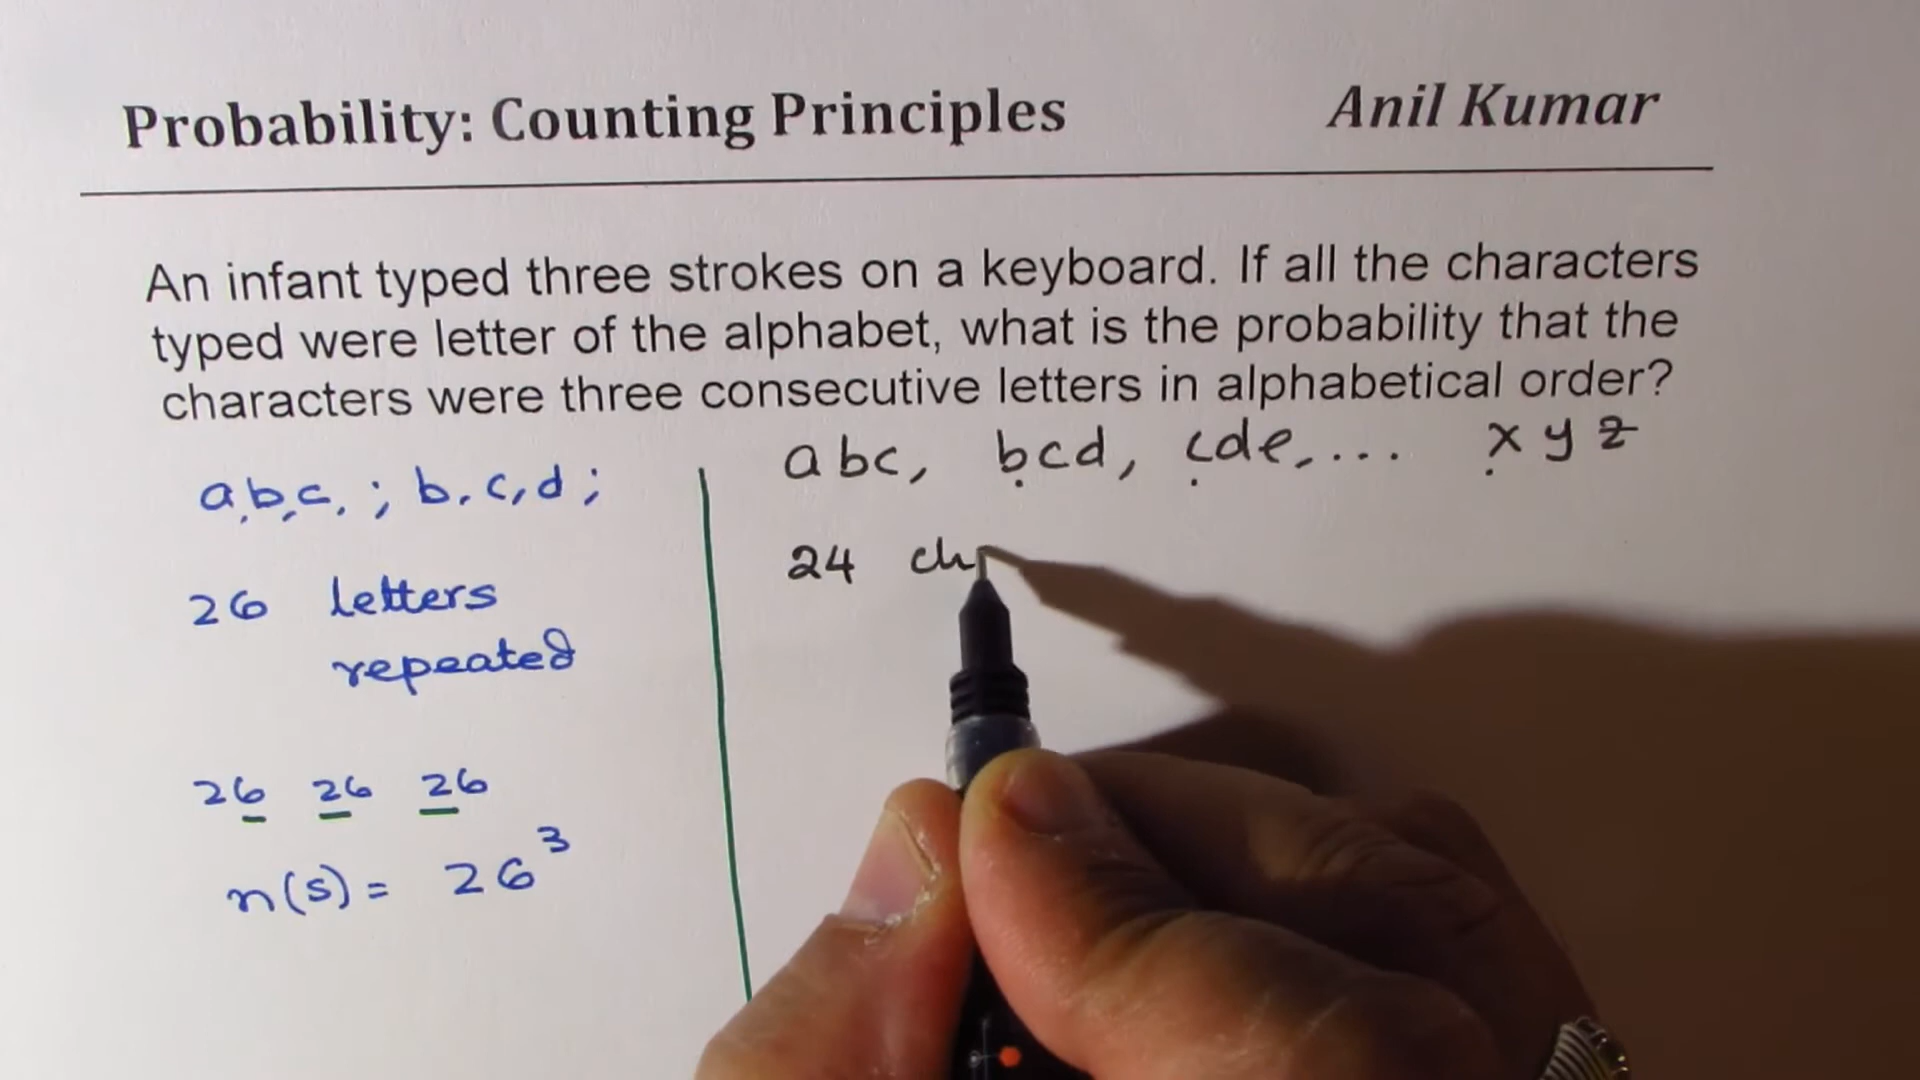 Probability: Counting Principles Anil Kumar
An infant typed three strokes on a keyboard. If all the characters
typed were letter of the alphabet, what is the probability that the
characters were three consecutive letters in alphabetical order?
a,b,c, ; b, c, d ;
26 letters
repeated
26 26 26
n(s) = 26³
abc, bcd, cde, ... xyz
24 ch